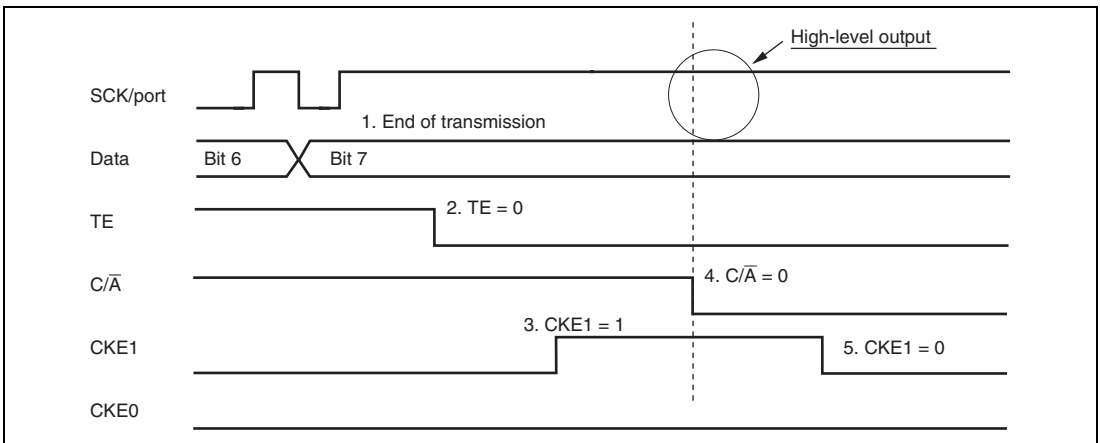 High-level output
SCK/port
1. End of transmission
Data Bit 6 Bit 7
TE 2. TE = 0
C/A̅ 4. C/A̅ = 0
3. CKE1 = 1
CKE1 5. CKE1 = 0
CKE0